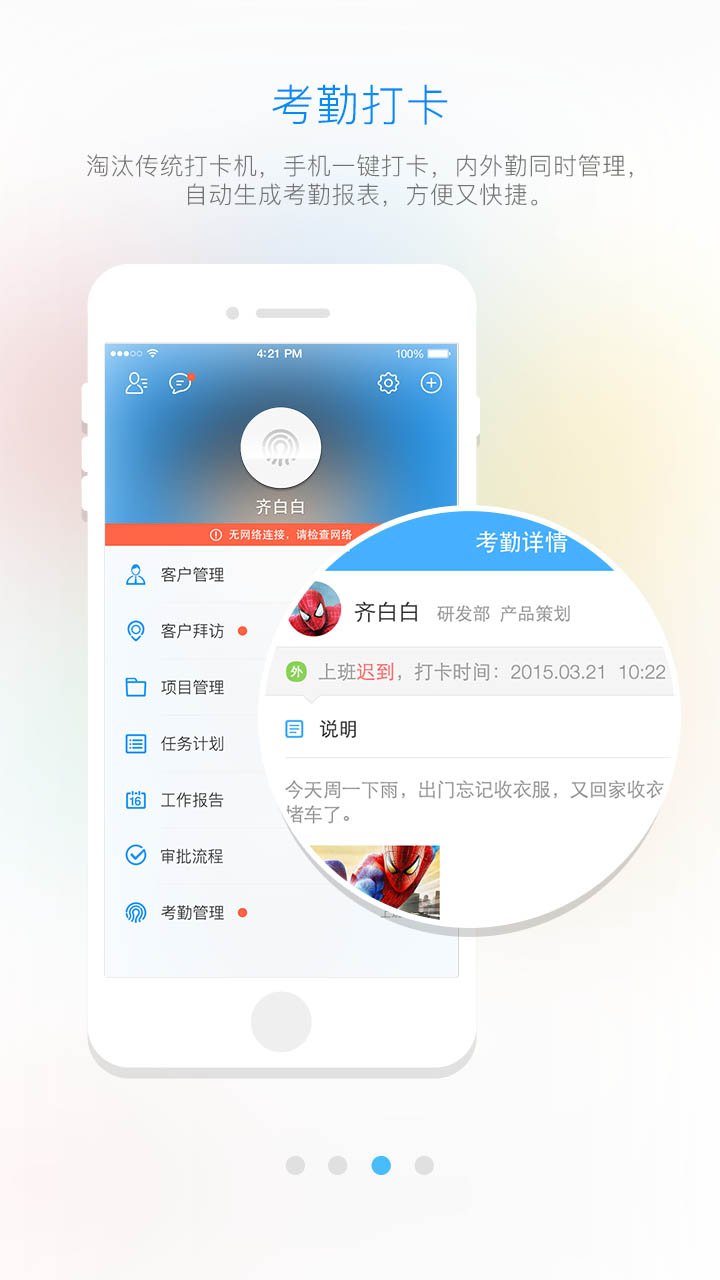 考勤打卡
淘汰传统打卡机，手机一键打卡，内外勤同时管理，
自动生成考勤报表，方便又快捷。
4:21 PM
100%
齐白白
无网络连接，请检查网络
客户管理
客户拜访
项目管理
任务计划
16
工作报告
审批流程
考勤管理
考勤详情
齐白白 研发部 产品策划
外 上班迟到，打卡时间：2015.03.21 10:22
说明
今天周一下雨，出门忘记收衣服，又回家收衣
堵车了。